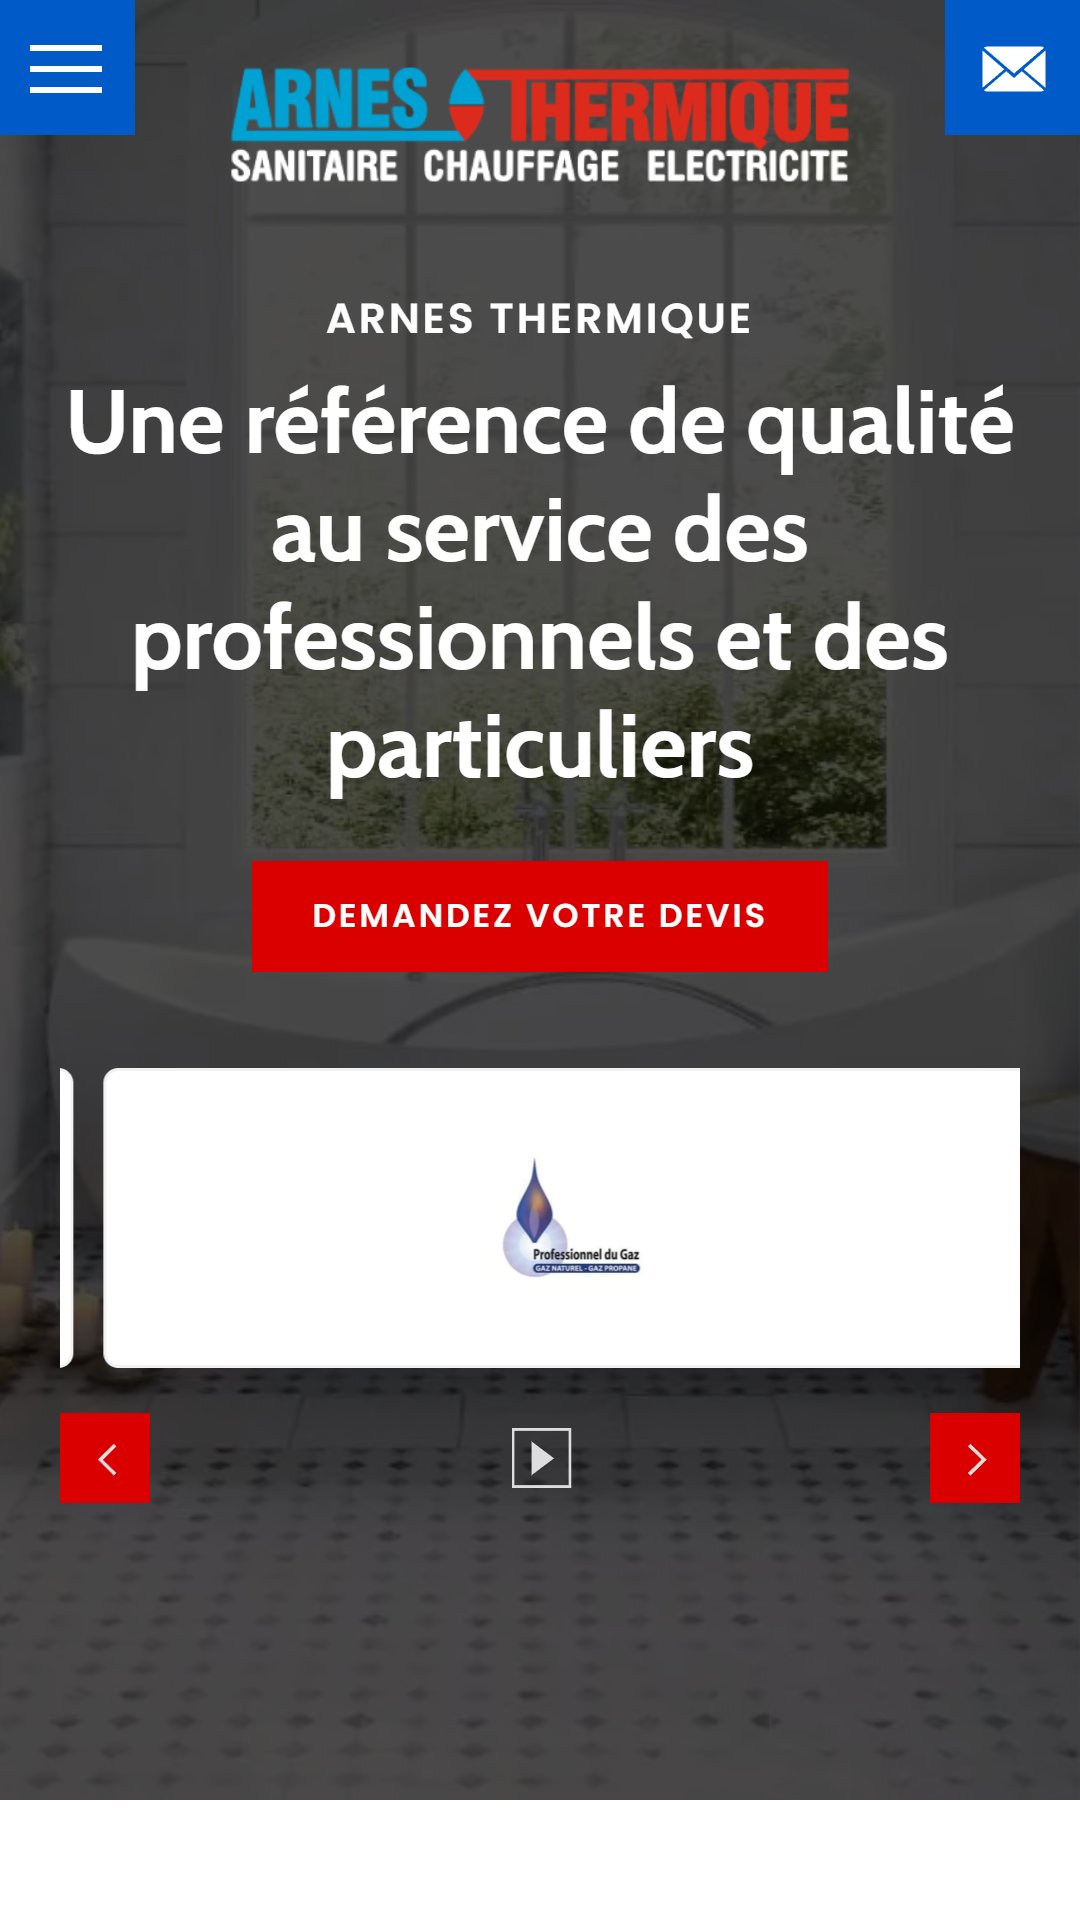 ARNES THERMIQUE
SANITAIRE CHAUFFAGE ELECTRICITE
ARNES THERMIQUE
Une référence de qualité
au service des
professionnels et des
particuliers
DEMANDEZ VOTRE DEVIS
Professionnel du Gaz
GAZ NATUREL - GAZ PROPANE